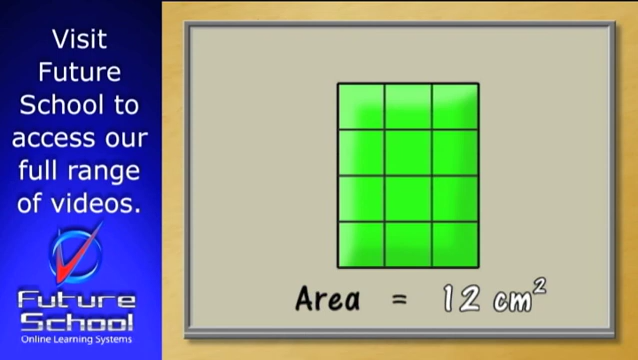 Visit
Future
School to
access our
full range
of videos.
Future
School
Online Learning Systems
Area = 12 cm²